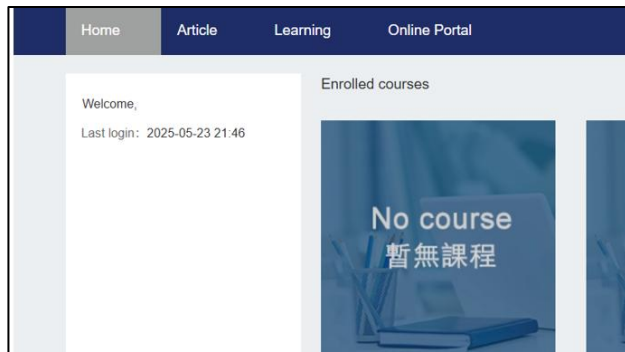 Home Article Learning Online Portal
Welcome,
Last login: 2025-05-23 21:46
Enrolled courses
No course
暫無課程